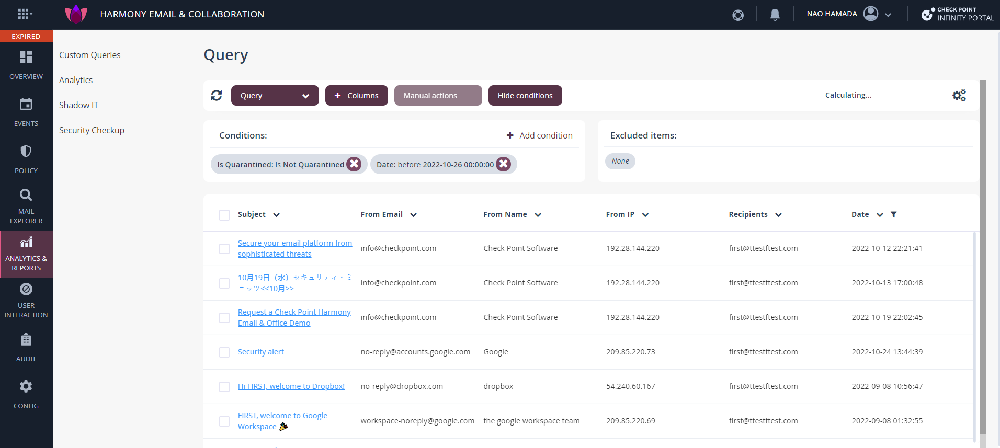 HARMONY EMAIL & COLLABORATION
NAO HAMADA
CHECK POINT
INFINITY PORTAL
EXPIRED
OVERVIEW
EVENTS
POLICY
MAIL
EXPLORER
ANALYTICS &
REPORTS
USER
INTERACTION
AUDIT
CONFIG
Custom Queries
Analytics
Shadow IT
Security Checkup
Query
Query
Columns
Manual actions
Hide conditions
Calculating...
Conditions:
Add condition
Is Quarantined: is Not Quarantined
Date: before 2022-10-26 00:00:00
Excluded items:
None
Subject From Email From Name From IP Recipients Date
Secure your email platform from
sophisticated threats
info@checkpoint.com Check Point Software 192.28.144.220 first@ttestftest.com 2022-10-12 22:21:41
10月19日（水）セキュリティ・ミ
ニッツ<<10月>>
info@checkpoint.com Check Point Software 192.28.144.220 first@ttestftest.com 2022-10-13 17:00:48
Request a Check Point Harmony
Email & Office Demo
info@checkpoint.com Check Point Software 192.28.144.220 first@ttestftest.com 2022-10-19 22:02:45
Security alert no-reply@accounts.google.com Google 209.85.220.73 first@ttestftest.com 2022-10-24 13:44:39
Hi FIRST, welcome to Dropbox! no-reply@dropbox.com dropbox 54.240.60.167 first@ttestftest.com 2022-09-08 10:56:47
FIRST, welcome to Google
Workspace 🎉
workspace-noreply@google.com the google workspace team 209.85.220.69 first@ttestftest.com 2022-09-08 01:32:55